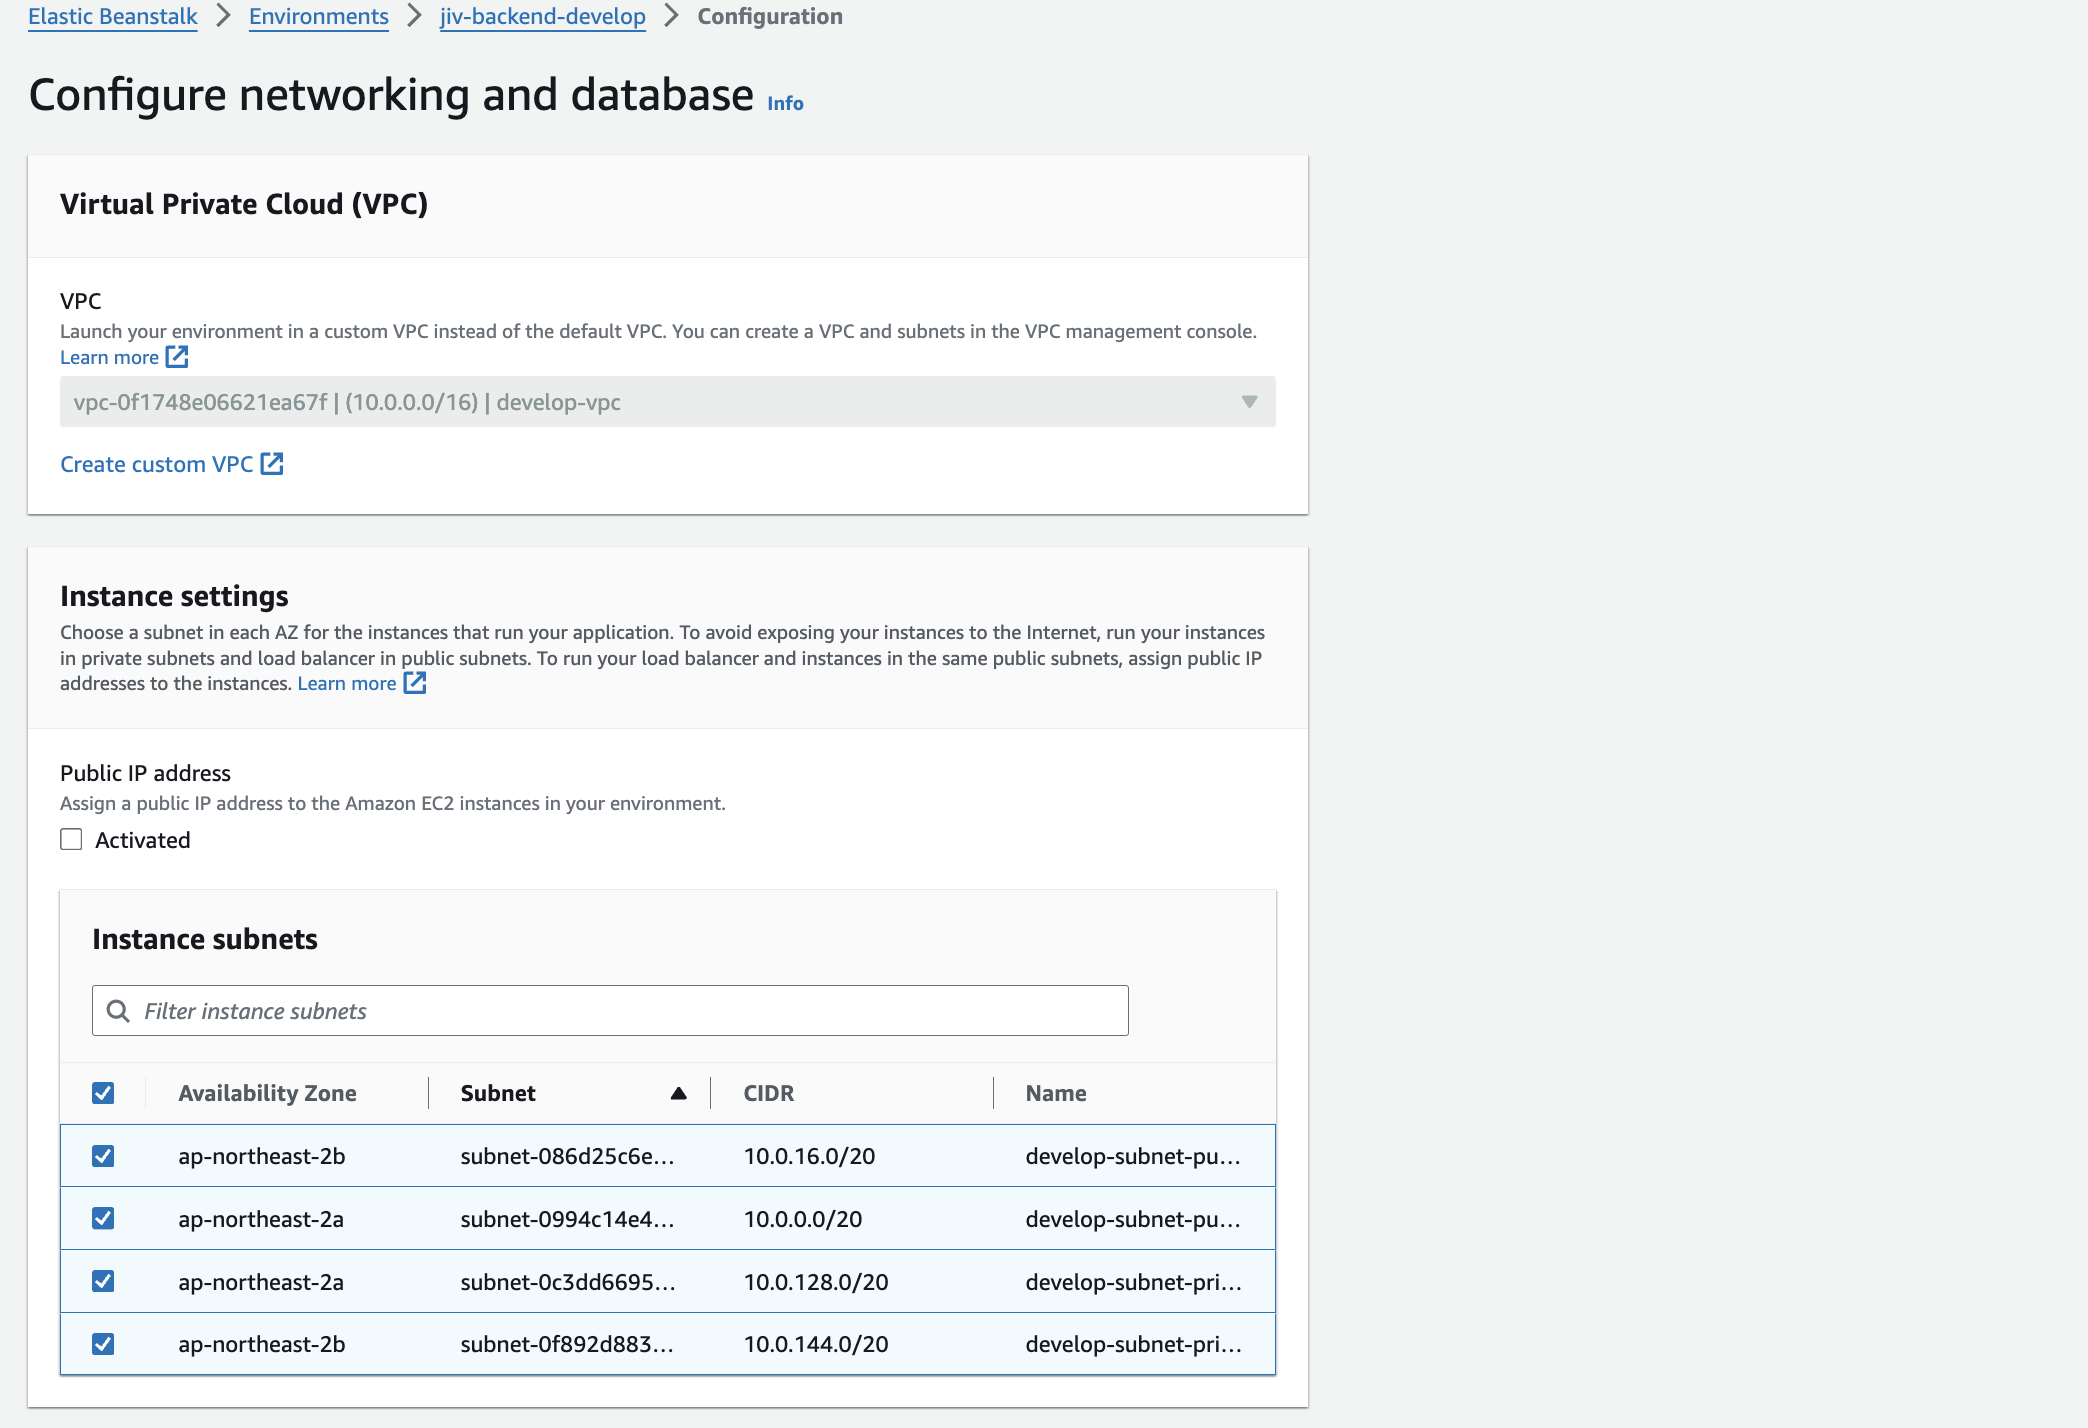 Elastic Beanstalk > Environments > jiv-backend-develop > Configuration
Configure networking and database Info
Virtual Private Cloud (VPC)
VPC
Launch your environment in a custom VPC instead of the default VPC. You can create a VPC and subnets in the VPC management console.
Learn more
vpc-0f1748e06621ea67f | (10.0.0.0/16) | develop-vpc
Create custom VPC
Instance settings
Choose a subnet in each AZ for the instances that run your application. To avoid exposing your instances to the Internet, run your instances
in private subnets and load balancer in public subnets. To run your load balancer and instances in the same public subnets, assign public IP
addresses to the instances. Learn more
Public IP address
Assign a public IP address to the Amazon EC2 instances in your environment.
Activated
Instance subnets
Filter instance subnets
Availability Zone Subnet CIDR Name
ap-northeast-2b subnet-086d25c6e... 10.0.16.0/20 develop-subnet-pu...
ap-northeast-2a subnet-0994c14e4... 10.0.0.0/20 develop-subnet-pu...
ap-northeast-2a subnet-0c3dd6695... 10.0.128.0/20 develop-subnet-pri...
ap-northeast-2b subnet-0f892d883... 10.0.144.0/20 develop-subnet-pri...